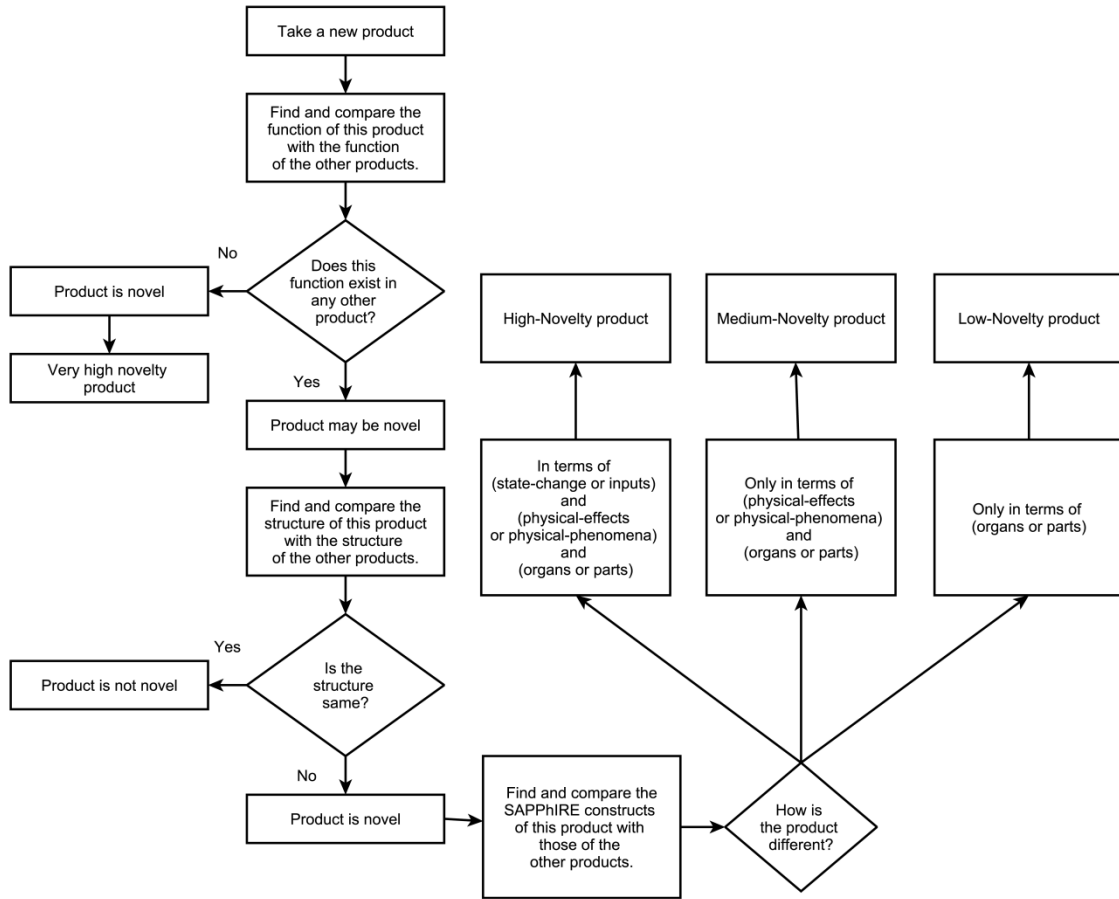 Take a new product
Find and compare the
function of this product
with the function
of the other products.
No
Does this
function exist in
any other
product?
Product is novel
Very high novelty
product
Yes
Product may be novel
Find and compare the
structure of this product
with the structure
of the other products.
Yes
Is the
structure
same?
Product is not novel
No
Product is novel
Find and compare the
SAPPhIRE constructs
of this product with
those of the
other products.
How is
the product
different?
In terms of
(state-change or inputs)
and
(physical-effects
or physical-phenomena)
and
(organs or parts)
High-Novelty product
Only in terms of
(physical-effects
or physical-phenomena)
and
(organs or parts)
Medium-Novelty product
Only in terms of
(organs or parts)
Low-Novelty product